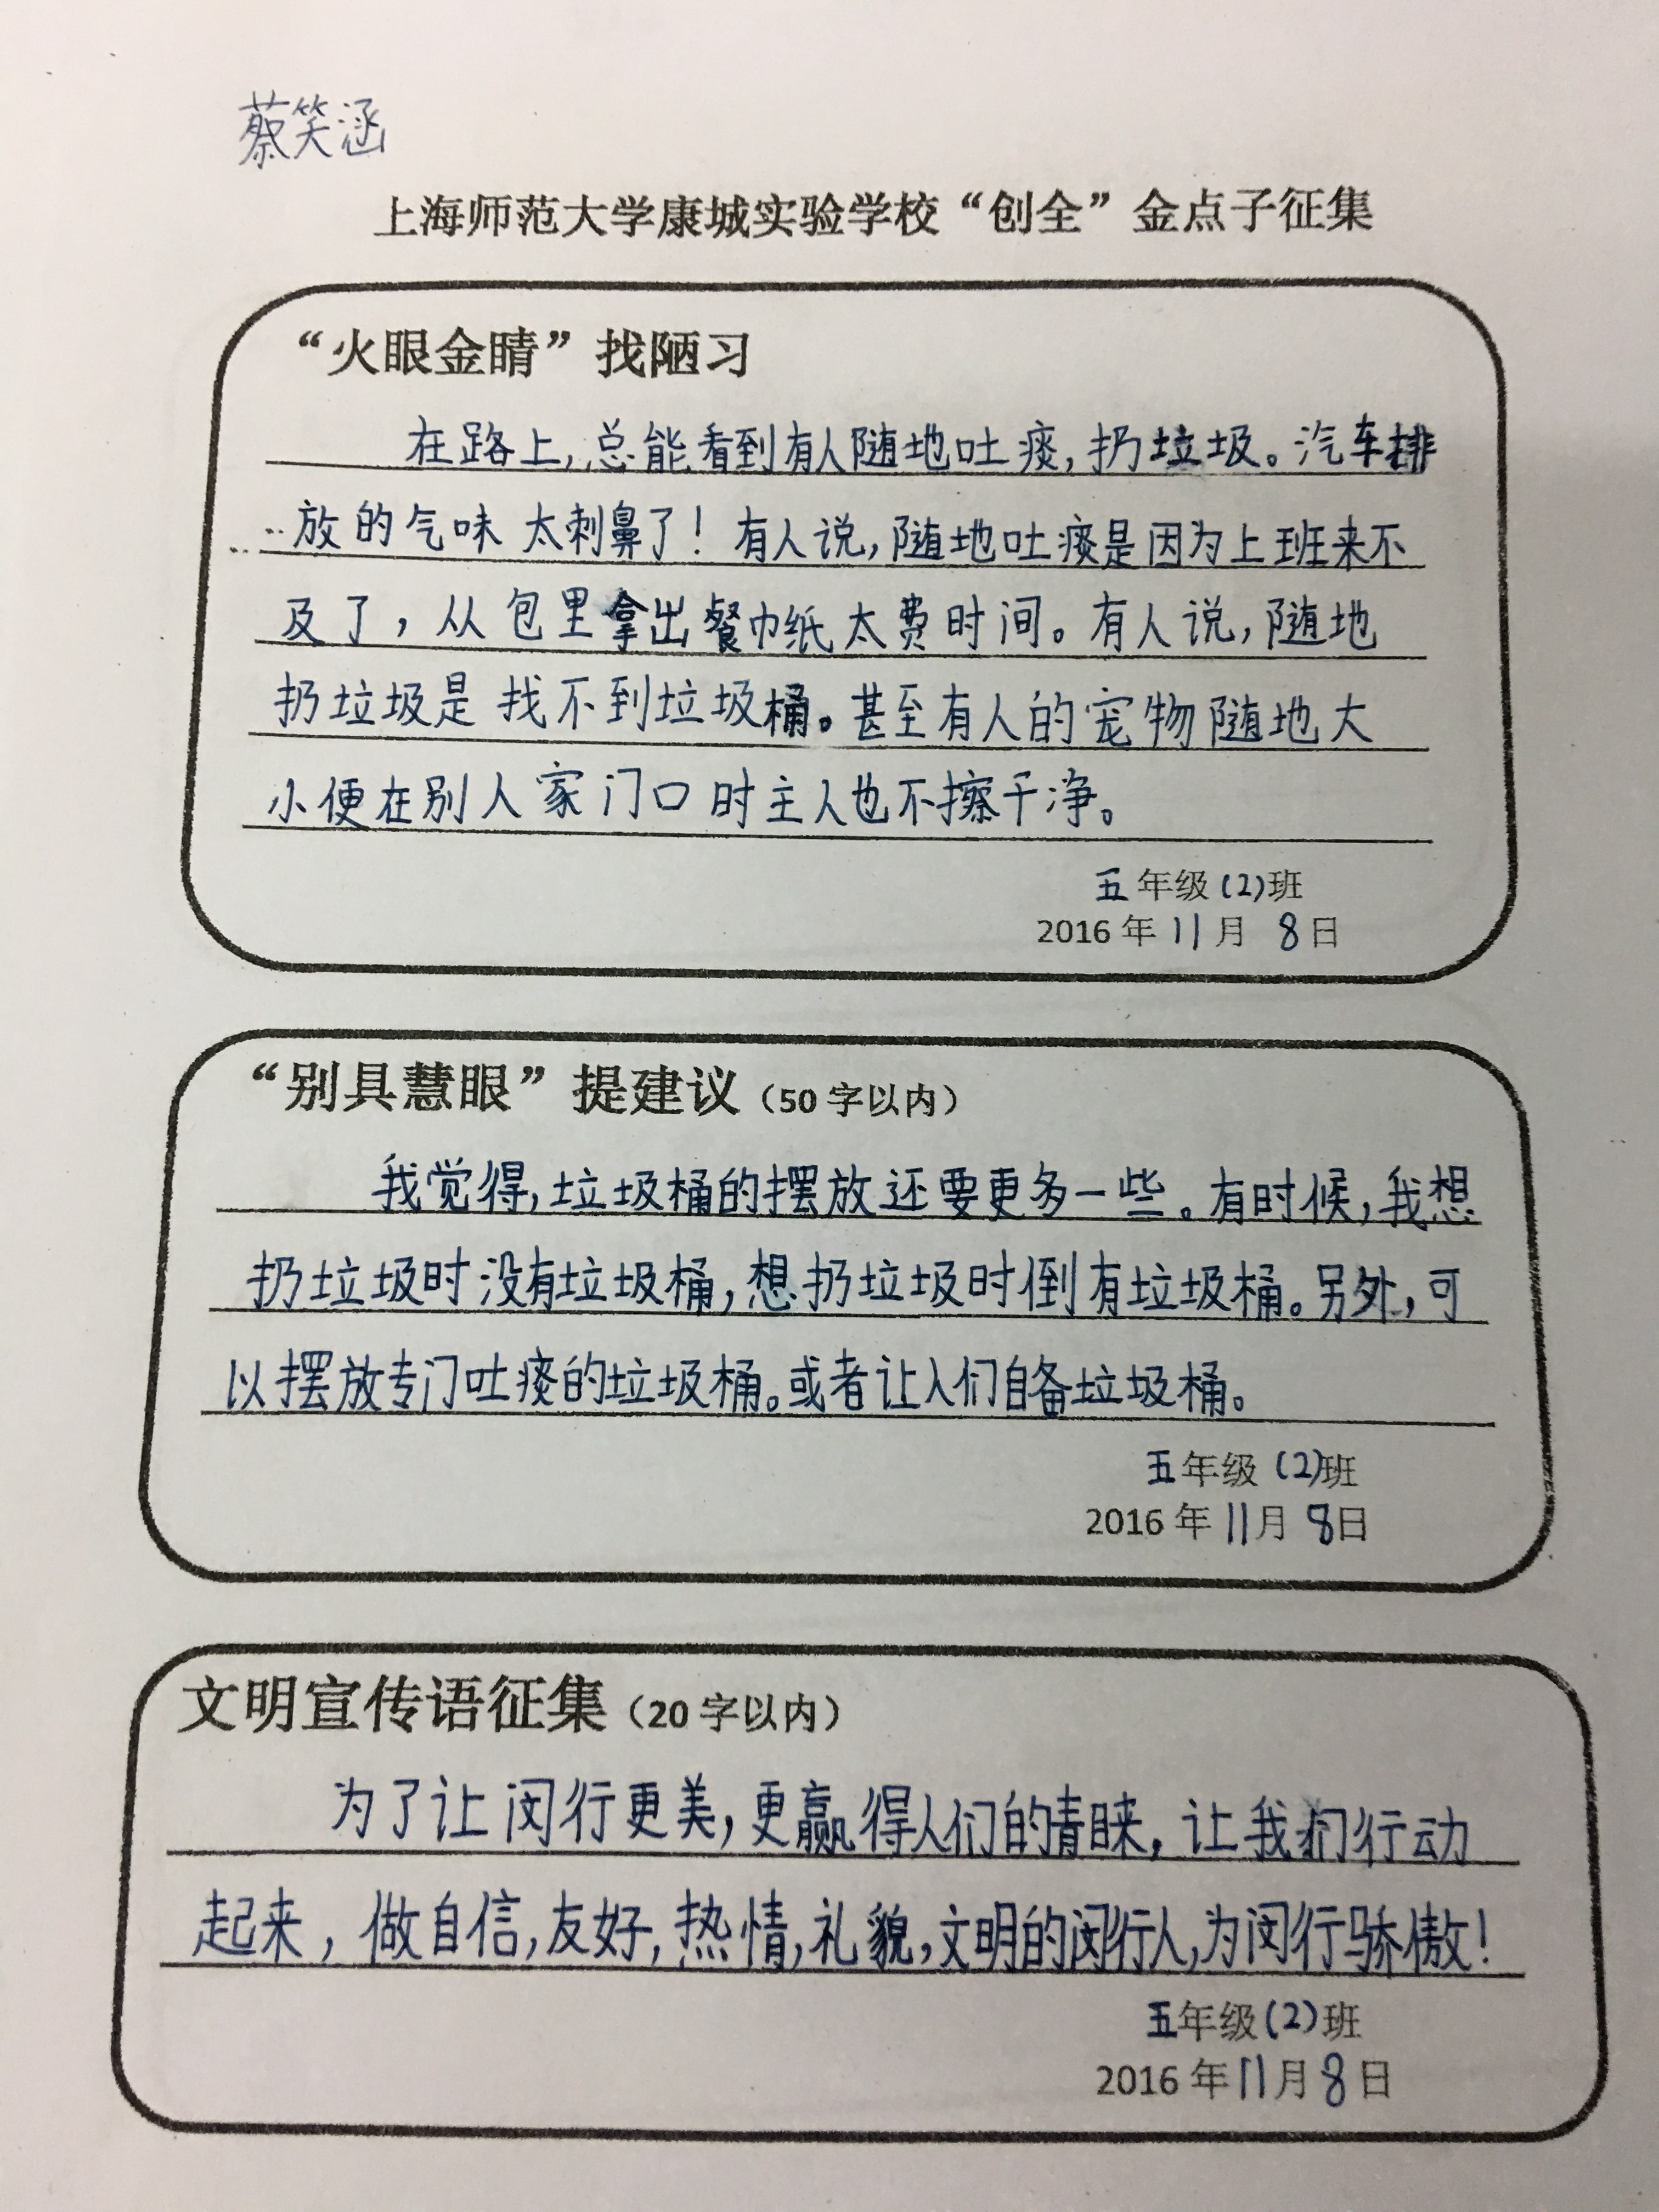 蔡笑涵
上海师范大学康城实验学校“创全”金点子征集
“火眼金睛”找陋习
在路上,总能看到有人随地吐痰,扔垃圾。汽车排
放的气味太刺鼻了!有人说,随地吐痰是因为上班来不
及了,从包里拿出餐巾纸太费时间。有人说,随地
扔垃圾是找不到垃圾桶。甚至有人的宠物随地大
小便在别人家门口时主人也不擦干净。
五年级(2)班
2016年11月8日
“别具慧眼”提建议(50字以内)
我觉得,垃圾桶的摆放还要更多一些。有时候,我想
扔垃圾时没有垃圾桶,想扔垃圾时倒有垃圾桶。另外,可
以摆放专门吐痰的垃圾桶。或者让人们自备垃圾桶。
五年级(2)班
2016年11月8日
文明宣传语征集(20字以内)
为了让闵行更美,更赢得人们的青睐,让我们行动
起来,做自信,友好,热情,礼貌,文明的闵行人,为闵行骄傲!
五年级(2)班
2016年11月8日